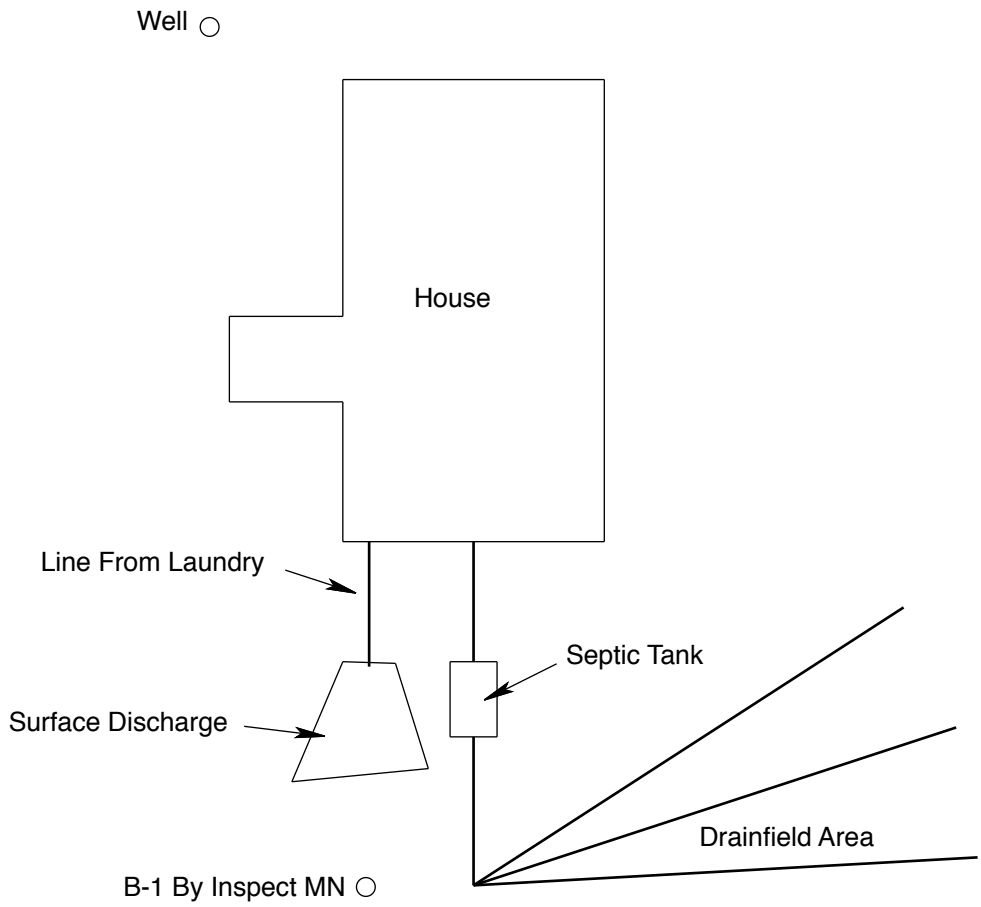 Well
House
Line From Laundry
Septic Tank
Surface Discharge
Drainfield Area
B-1 By Inspect MN